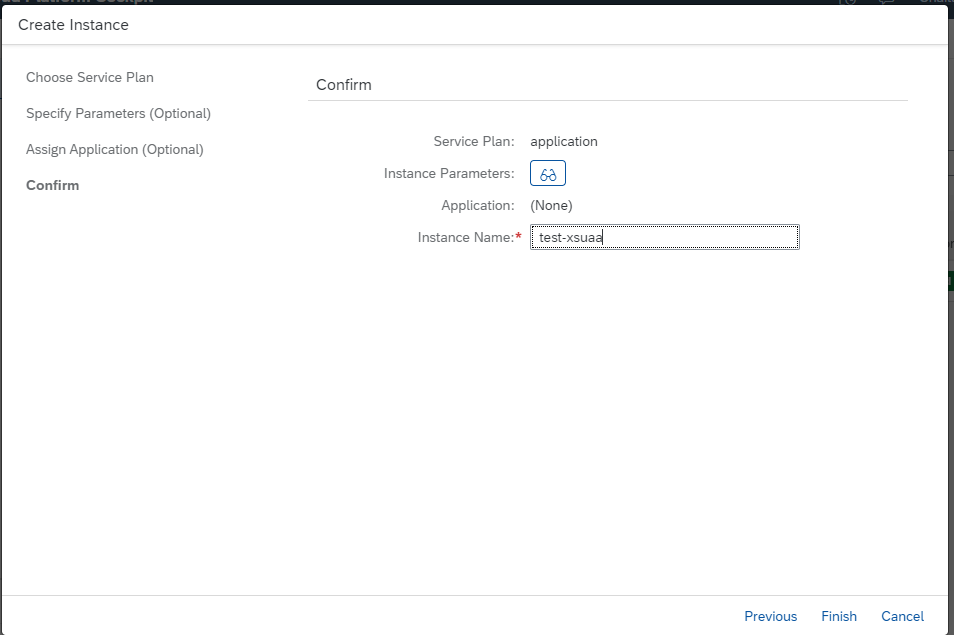 Create Instance
Choose Service Plan
Specify Parameters (Optional)
Assign Application (Optional)
Confirm
Confirm
Service Plan: application
Instance Parameters:
Application: (None)
Instance Name:* test-xsuaa
Previous Finish Cancel